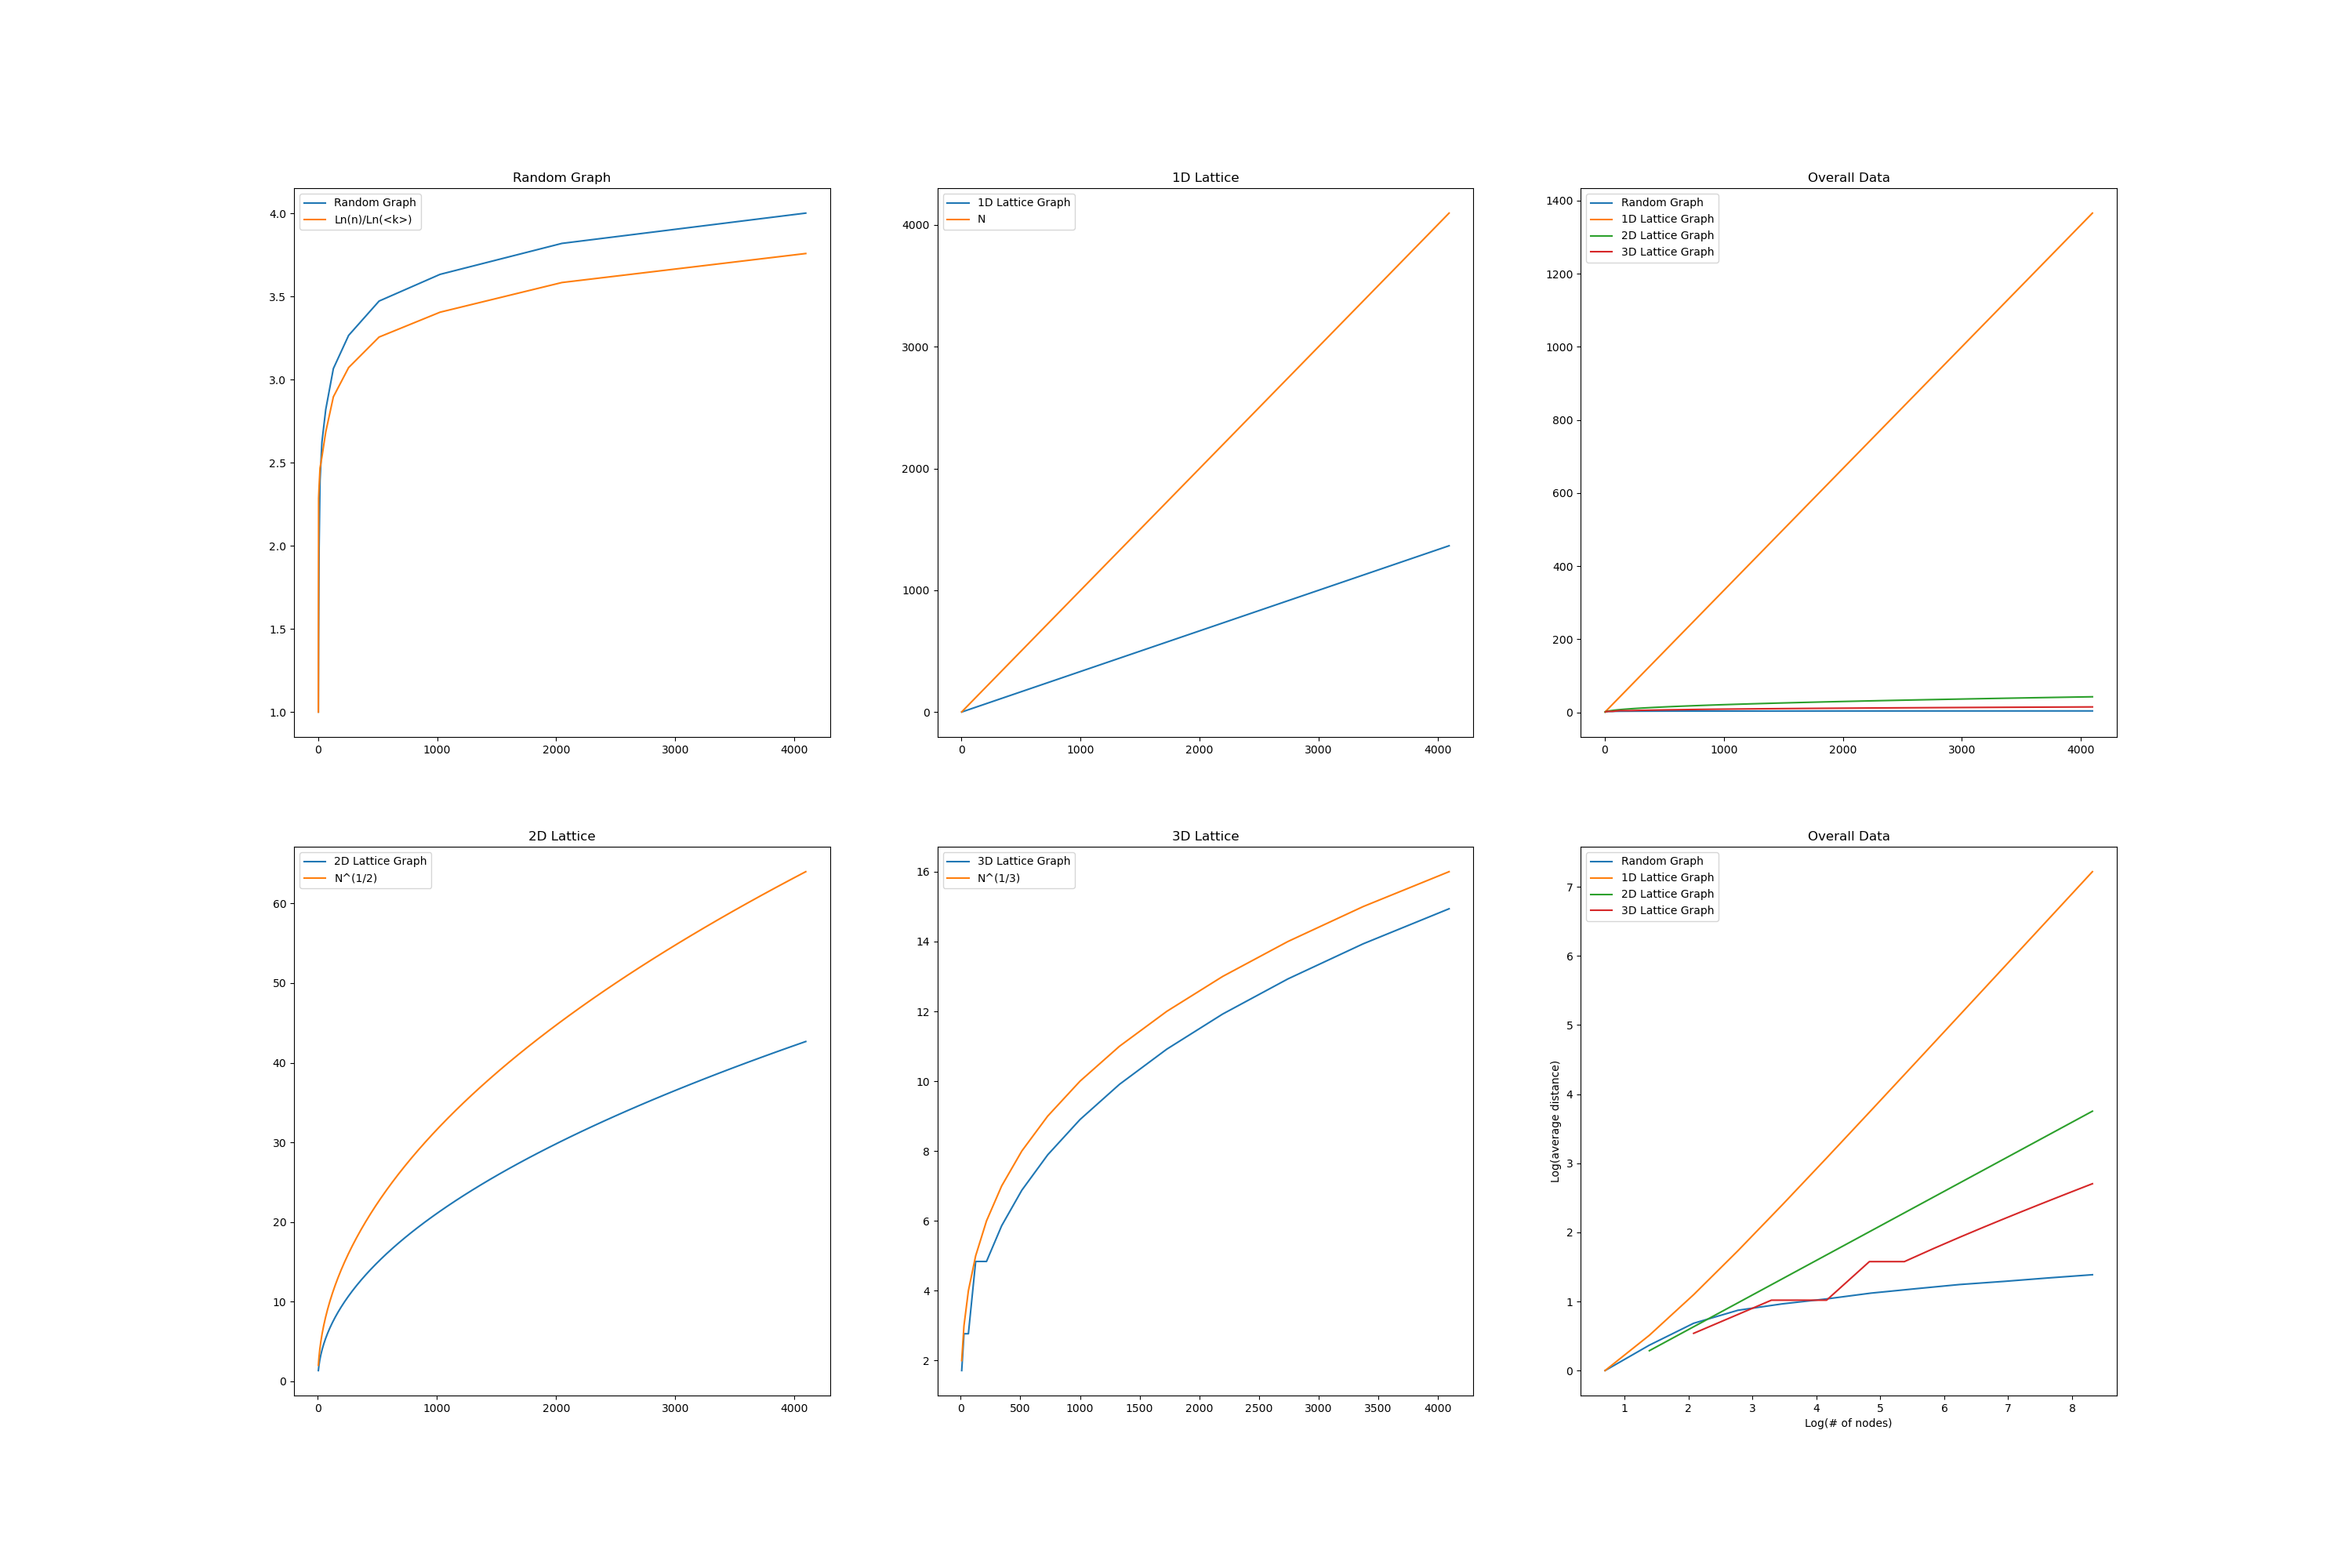 Random Graph
Random Graph
Ln(n)/Ln(<k>)
4.0
3.5
3.0
2.5
2.0
1.5
1.0
0 1000 2000 3000 4000
1D Lattice
1D Lattice Graph
N
4000
3000
2000
1000
0
0 1000 2000 3000 4000
Overall Data
Random Graph
1D Lattice Graph
2D Lattice Graph
3D Lattice Graph
1400
1200
1000
800
600
400
200
0
0 1000 2000 3000 4000
2D Lattice
2D Lattice Graph
N^(1/2)
60
50
40
30
20
10
0
0 1000 2000 3000 4000
3D Lattice
3D Lattice Graph
N^(1/3)
16
14
12
10
8
6
4
2
0 500 1000 1500 2000 2500 3000 3500 4000
Overall Data
Random Graph
1D Lattice Graph
2D Lattice Graph
3D Lattice Graph
Log(average distance)
7
6
5
4
3
2
1
0
1 2 3 4 5 6 7 8
Log(# of nodes)